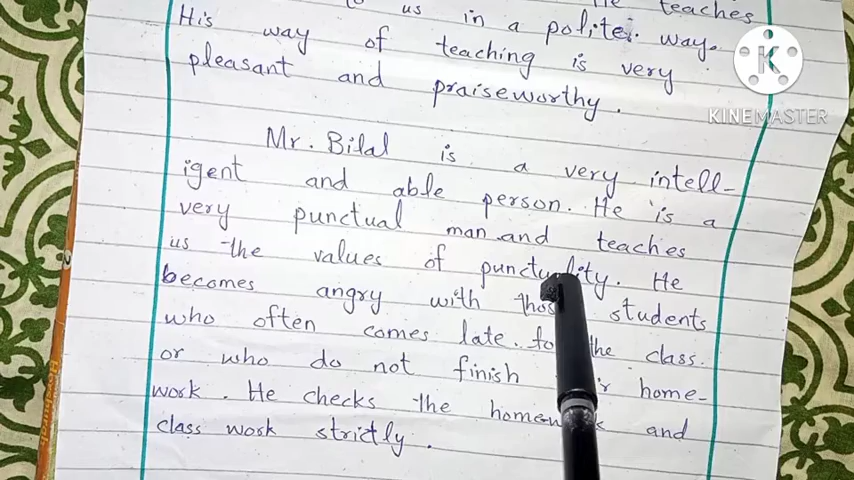 to us in a polite way.
He teaches
His way of teaching is very
pleasant and praiseworthy.
Mr. Bilal is a very intell-
igent and able person. He is a
very punctual man and teaches
us the values of punctuality. He
becomes angry with students
who often comes late to the class
or who do not finish home-
work. He checks the home-work and
class work strictly.
K
KINEMASTER